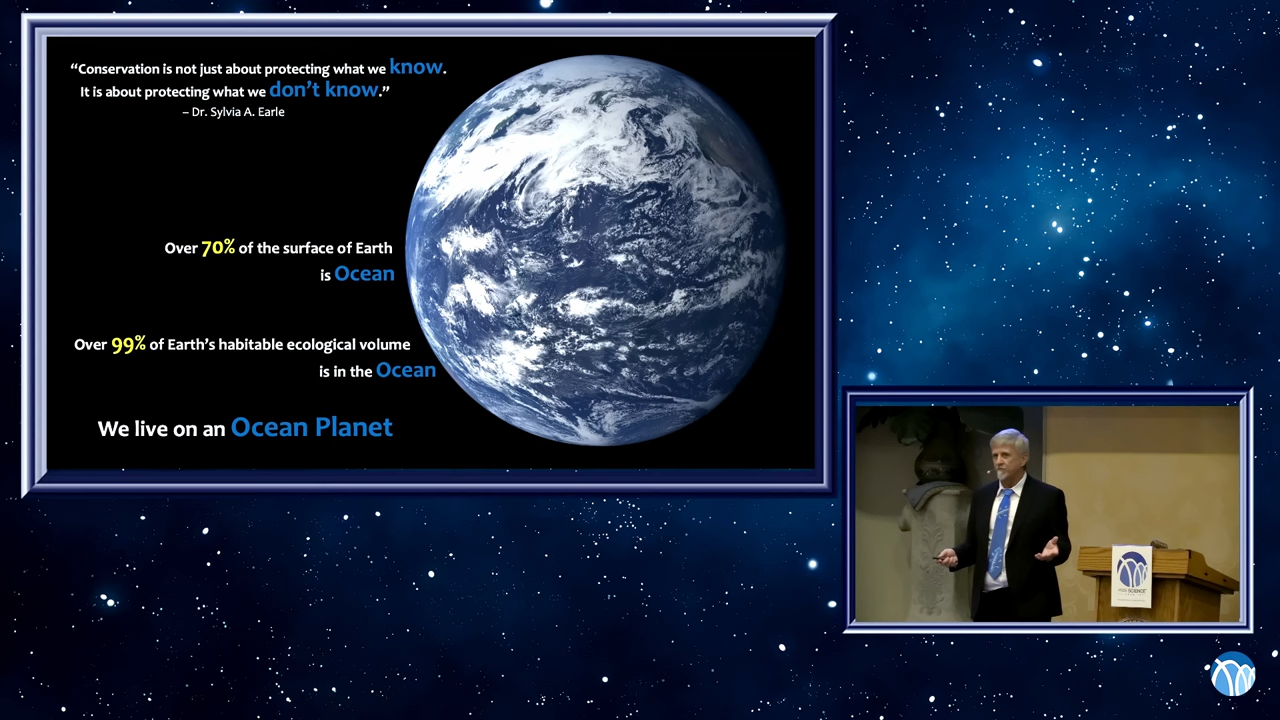 “Conservation is not just about protecting what we know.
It is about protecting what we don’t know.”
– Dr. Sylvia A. Earle
Over 70% of the surface of Earth
is Ocean
Over 99% of Earth’s habitable ecological volume
is in the Ocean
We live on an Ocean Planet
SCIENCE